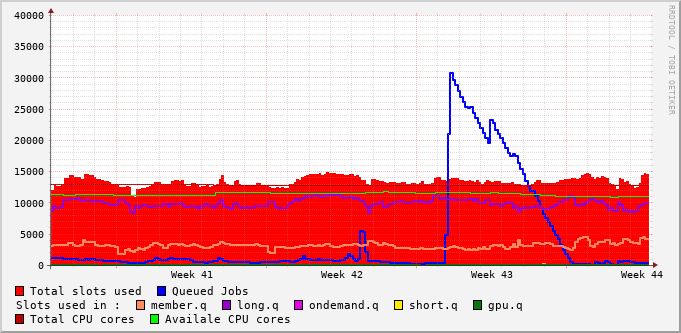 40000
35000
30000
25000
20000
15000
10000
5000
0
Week 41 Week 42 Week 43 Week 44
Total slots used Queued Jobs
Slots used in : member.q long.q ondemand.q short.q gpu.q
Total CPU cores Availale CPU cores
RRDTOOL / TOBI OETIKER